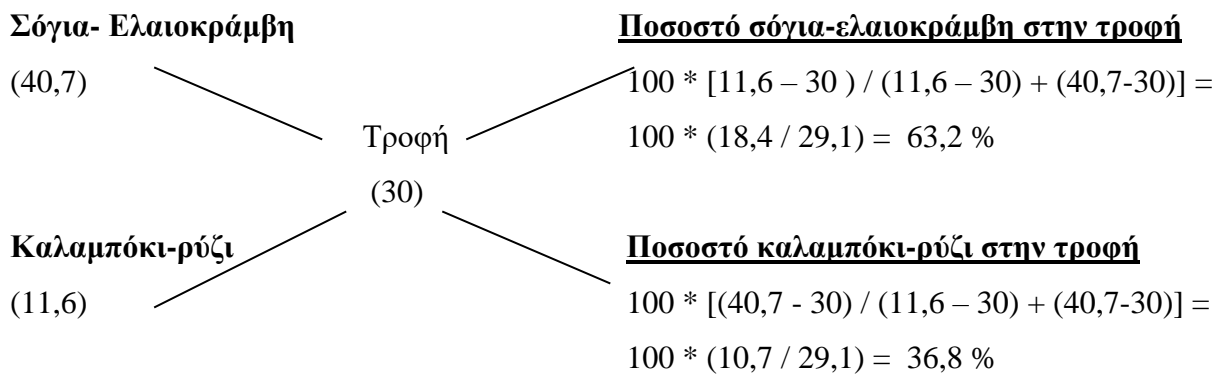 Σόγια- Ελαιοκράμβη
(40,7)
Ποσοστό σόγια-ελαιοκράμβη στην τροφή
100 * [11,6 – 30 ) / (11,6 – 30) + (40,7-30)] =
100 * (18,4 / 29,1) = 63,2 %
Τροφή
(30)
Καλαμπόκι-ρύζι
(11,6)
Ποσοστό καλαμπόκι-ρύζι στην τροφή
100 * [(40,7 - 30) / (11,6 – 30) + (40,7-30)] =
100 * (10,7 / 29,1) = 36,8 %